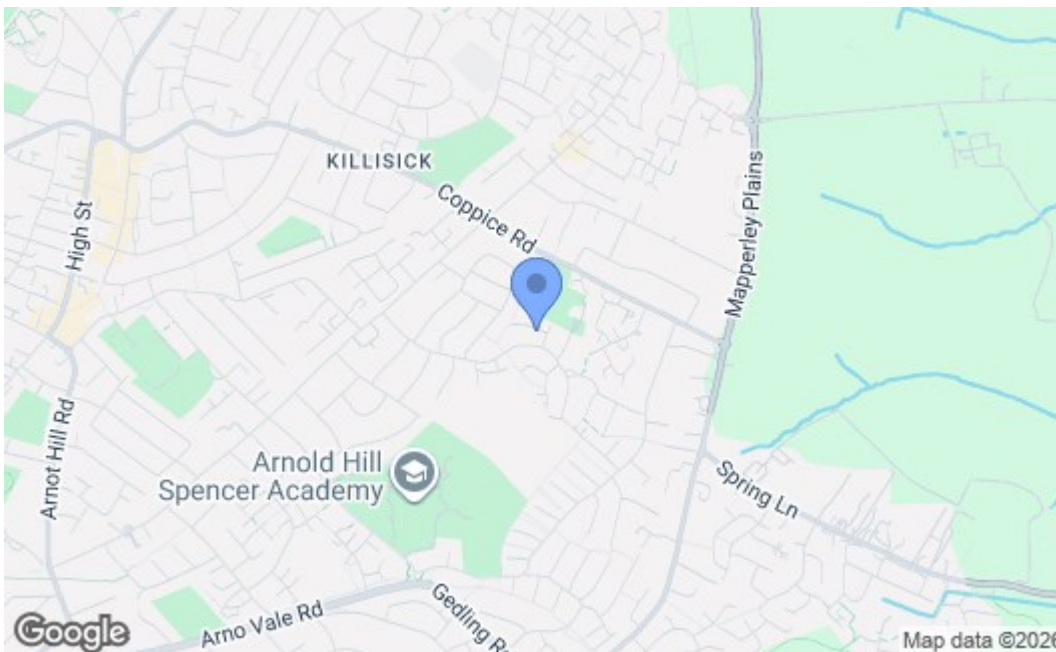 KILLISICK
Coppice Rd
High St
Mapperley Plains
Arnot Hill Rd
Arnold Hill
Spencer Academy
Spring Ln
Gedling R
Arno Vale Rd
Google
Map data ©2026